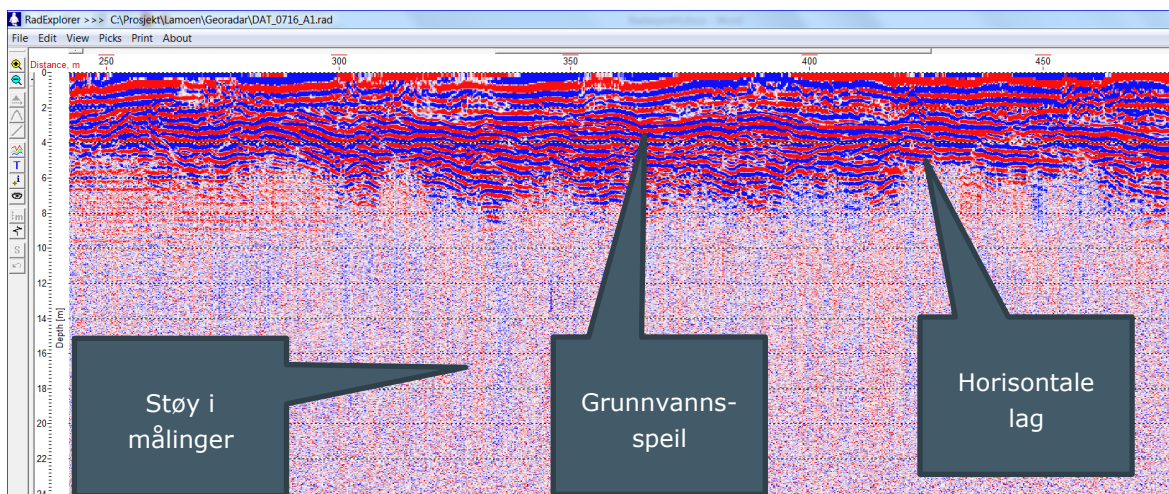 RadExplorer >>> C:\Prosjekt\Lamoen\Georadar\DAT_0716_A1.rad
File Edit View Picks Print About
Distance, m 250 300 350 400 450
0
2
4
6
8
10
12
14
16
18
20
22
24
Depth [m]
T
i
m
S
Støy i
målinger
Grunnvanns-
speil
Horisontale
lag